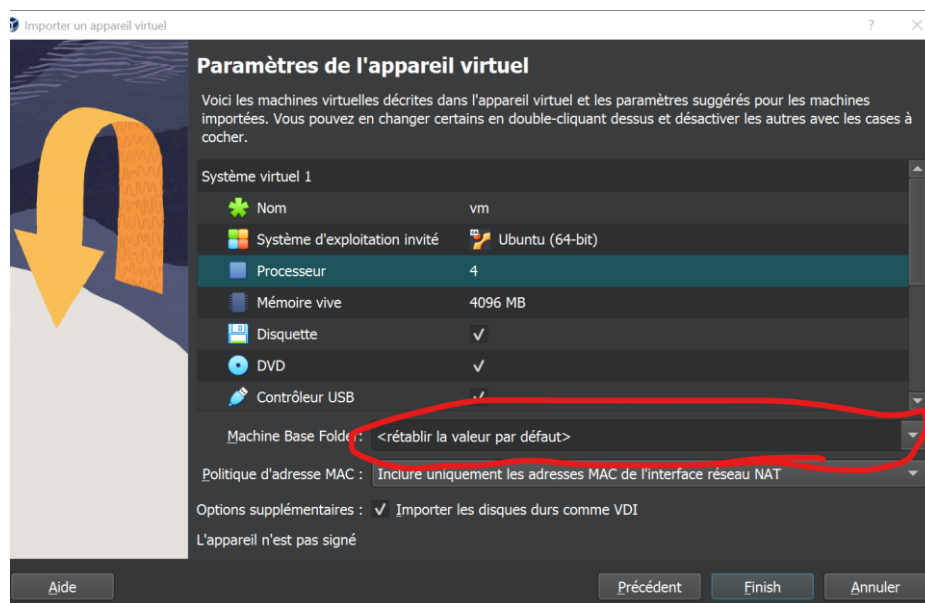 Importer un appareil virtuel
Paramètres de l'appareil virtuel
Voici les machines virtuelles décrites dans l'appareil virtuel et les paramètres suggérés pour les machines
importées. Vous pouvez en changer certains en double-cliquant dessus et désactiver les autres avec les cases à
cocher.
Système virtuel 1
Nom vm
Système d'exploitation invité Ubuntu (64-bit)
Processeur 4
Mémoire vive 4096 MB
Disquette
DVD
Contrôleur USB
Machine Base Folder: <rétablir la valeur par défaut>
Politique d'adresse MAC : Inclure uniquement les adresses MAC de l'interface réseau NAT
Options supplémentaires : Importer les disques durs comme VDI
L'appareil n'est pas signé
Aide Précédent Finish Annuler